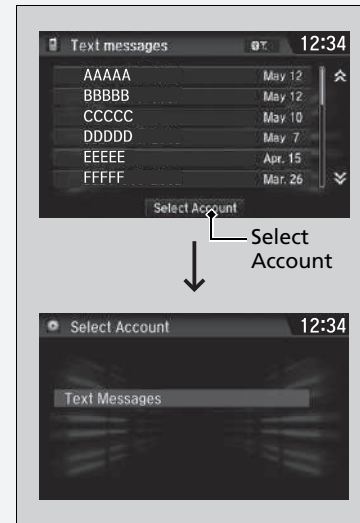 Text messages 12:34
AAAAA May 12
BBBBB May 12
CCCCC May 10
DDDDD May 7
EEEEE Apr. 15
FFFFF Mar. 26
Select Account
Select
Account
Select Account 12:34
Text Messages